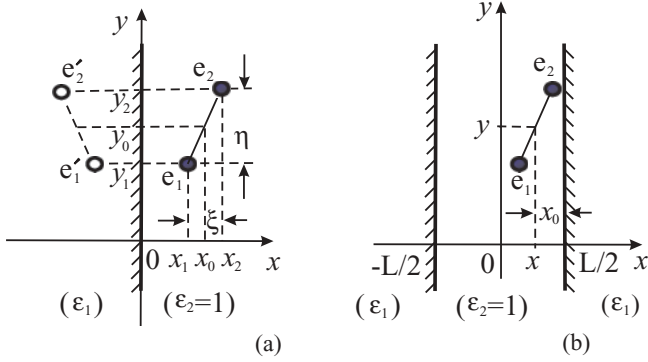 y
e′₂
e₂
y₂
y₀
η
e′₁
y₁
e₁
ξ
0
x₁
x₀
x₂
x
(ε₁)
(ε₂=1)
(a)
y
e₂
y
e₁
x₀
-L/2
0
x
L/2
x
(ε₁)
(ε₂=1)
(ε₁)
(b)